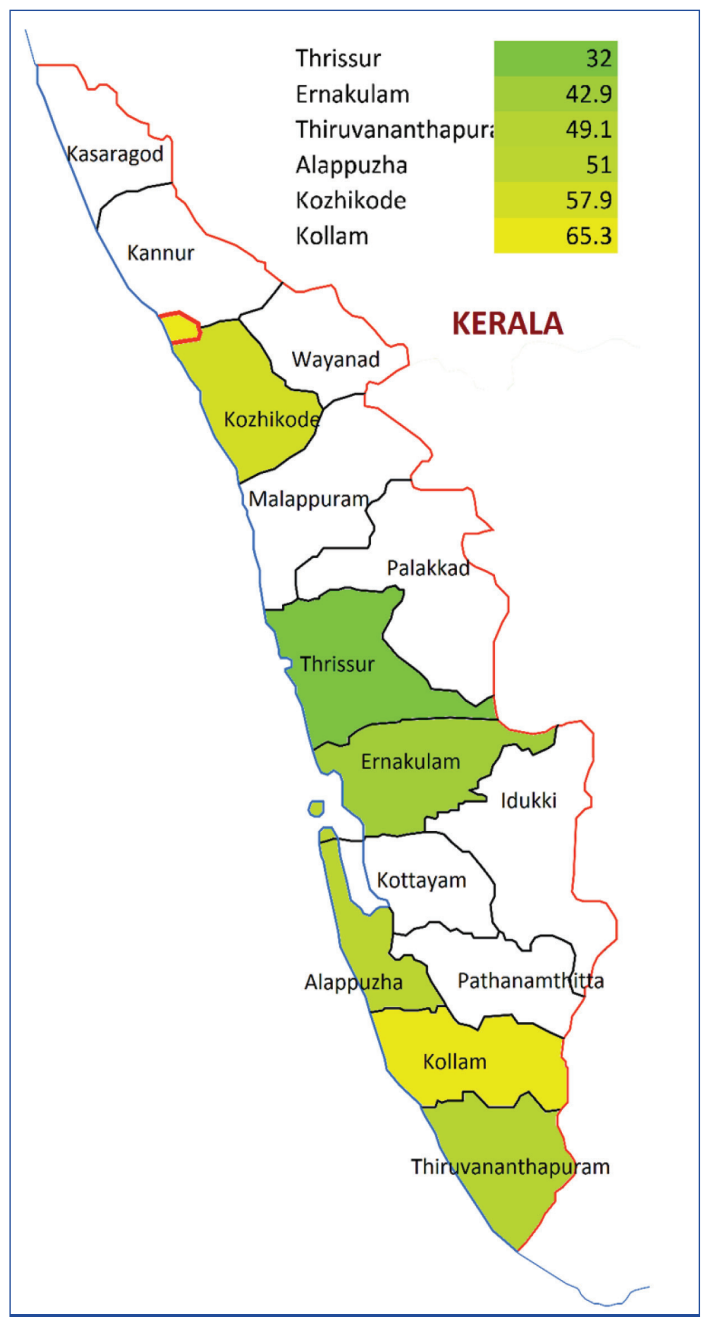 Thrissur 32
Ernakulam 42.9
Thiruvananthapura 49.1
Alappuzha 51
Kozhikode 57.9
Kollam 65.3
KERALA
Kasaragod
Kannur
Wayanad
Kozhikode
Malappuram
Palakkad
Thrissur
Ernakulam
Idukki
Kottayam
Alappuzha
Pathanamthitta
Kollam
Thiruvananthapuram